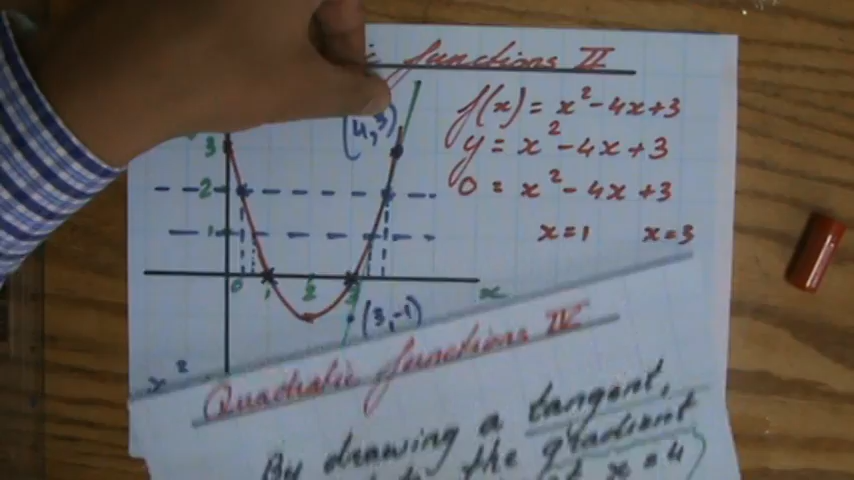 functions II
f(x) = x² - 4x + 3
(4, 3)
y = x² - 4x + 3
3
0 = x² - 4x + 3
2
1
x = 1 x = 3
0 1 2 3 x
(3, -1)
x²
Quadratic functions IV
By drawing a tangent,
the gradient
x = 4)